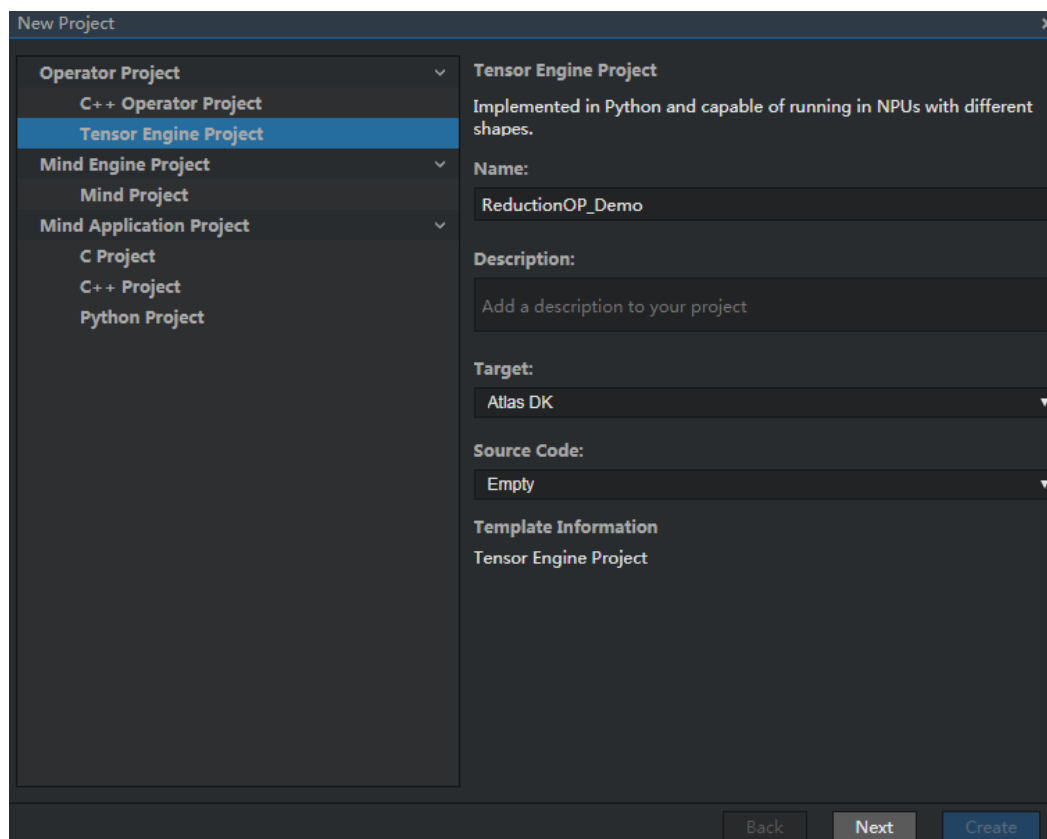 New Project
Operator Project
C++ Operator Project
Tensor Engine Project
Mind Engine Project
Mind Project
Mind Application Project
C Project
C++ Project
Python Project
Tensor Engine Project
Implemented in Python and capable of running in NPUs with different
shapes.
Name:
ReductionOP_Demo
Description:
Add a description to your project
Target:
Atlas DK
Source Code:
Empty
Template Information
Tensor Engine Project
Back
Next
Create